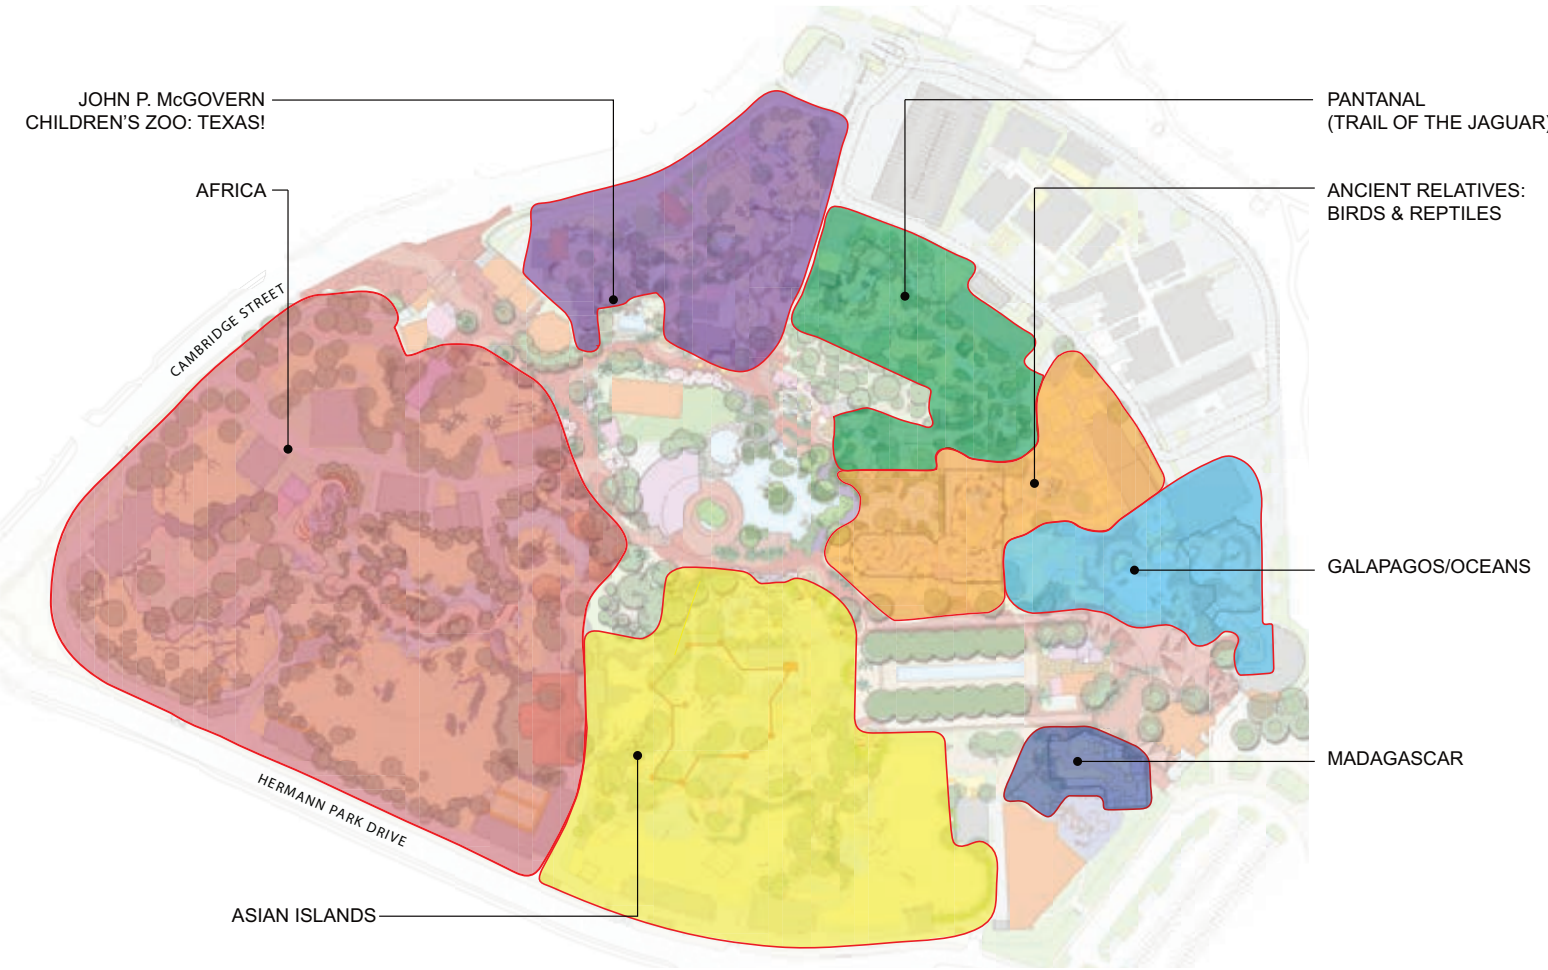 JOHN P. McGOVERN
CHILDREN'S ZOO: TEXAS!
AFRICA
CAMBRIDGE STREET
HERMANN PARK DRIVE
ASIAN ISLANDS
PANTANAL
(TRAIL OF THE JAGUAR)
ANCIENT RELATIVES:
BIRDS & REPTILES
GALAPAGOS/OCEANS
MADAGASCAR